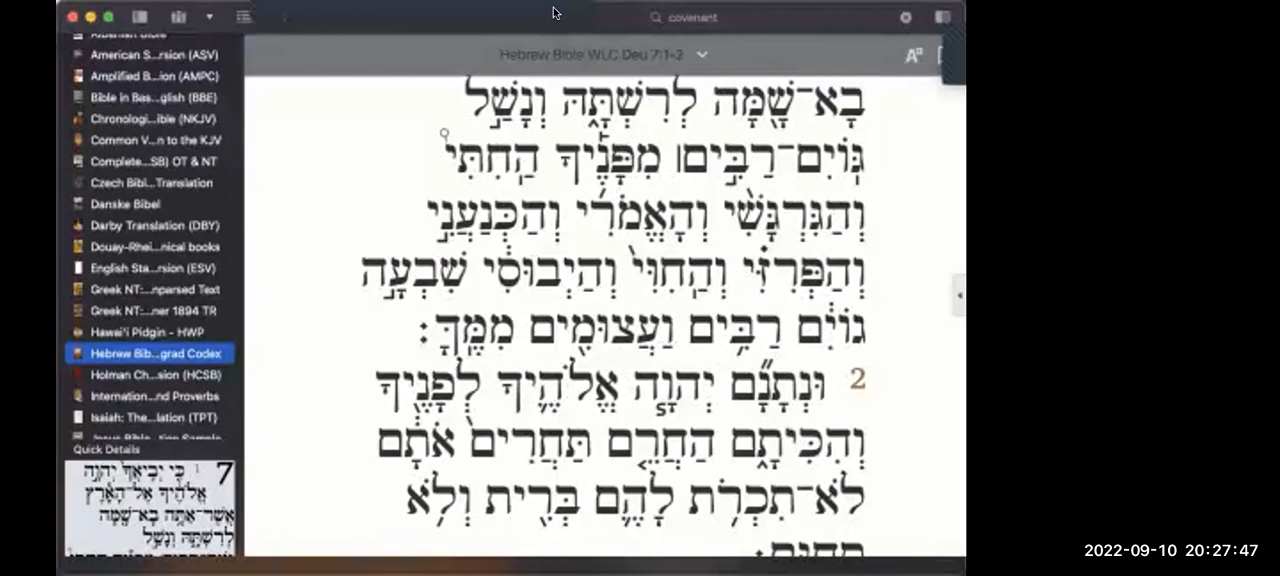 covenant
Hebrew Bible WLC Deu 7:1-2
American S...rsion (ASV)
Amplified B...ion (AMPC)
Bible in Bas...glish (BBE)
Chronologi...ible (NKJV)
Common V...n to the KJV
Complete...SB) OT & NT
Czech Bibl...Translation
Danske Bibel
Darby Translation (DBY)
Douay-Rhei...nical books
English Sta...rsion (ESV)
Greek NT:...nparsed Text
Greek NT:...ner 1894 TR
Hawai'i Pidgin - HWP
Hebrew Bib...grad Codex
Holman Ch...sion (HCSB)
Internation...nd Proverbs
Isaiah: The...lation (TPT)
Quick Details
7 1 כִּי יְבִיאֲךָ יְהוָה
אֱלֹהֶיךָ אֶל־הָאָרֶץ
אֲשֶׁר־אַתָּה בָא־שָׁמָּה
לְרִשְׁתָּהּ וְנָשַׁל
בָא־שָׁ֖מָּה לְרִשְׁתָּ֑הּ וְנָשַׁ֣ל
גּֽוֹיִם־רַבִּ֣ים׀ מִפָּנֶ֡יךָ הַֽחִתִּי֩
וְהַגִּרְגָּשִׁ֨י וְהָאֱמֹרִ֜י וְהַכְּנַעֲנִ֣י
וְהַפְּרִזִּ֗י וְהַֽחִוִּי֙ וְהַיְבוּסִ֔י שִׁבְעָ֣ה
גוֹיִ֔ם רַבִּ֥ים וַעֲצוּמִ֖ים מִמֶּֽךָּ׃
2 וּנְתָנָ֞ם יְהוָ֧ה אֱלֹהֶ֛יךָ לְפָנֶ֖יךָ
וְהִכִּיתָ֑ם הַחֲרֵ֤ם תַּחֲרִים֙ אֹתָ֔ם
לֹא־תִכְרֹ֥ת לָהֶ֛ם בְּרִ֖ית וְלֹ֥א
2022-09-10 20:27:47